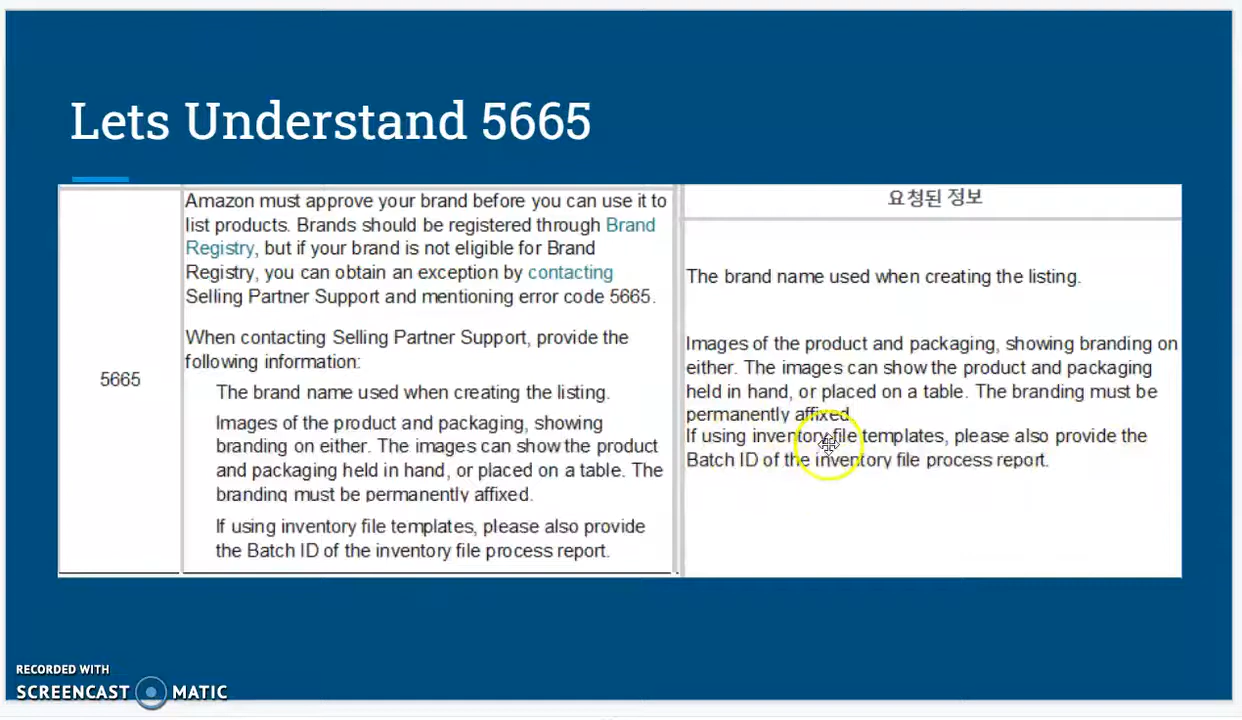 Lets Understand 5665
5665
Amazon must approve your brand before you can use it to
list products. Brands should be registered through Brand
Registry, but if your brand is not eligible for Brand
Registry, you can obtain an exception by contacting
Selling Partner Support and mentioning error code 5665.
When contacting Selling Partner Support, provide the
following information:
The brand name used when creating the listing.
Images of the product and packaging, showing
branding on either. The images can show the product
and packaging held in hand, or placed on a table. The
branding must be permanently affixed.
If using inventory file templates, please also provide
the Batch ID of the inventory file process report.
요청된 정보
The brand name used when creating the listing.
Images of the product and packaging, showing branding on
either. The images can show the product and packaging
held in hand, or placed on a table. The branding must be
permanently affixed.
If using inventory file templates, please also provide the
Batch ID of the inventory file process report.
RECORDED WITH
SCREENCAST MATIC